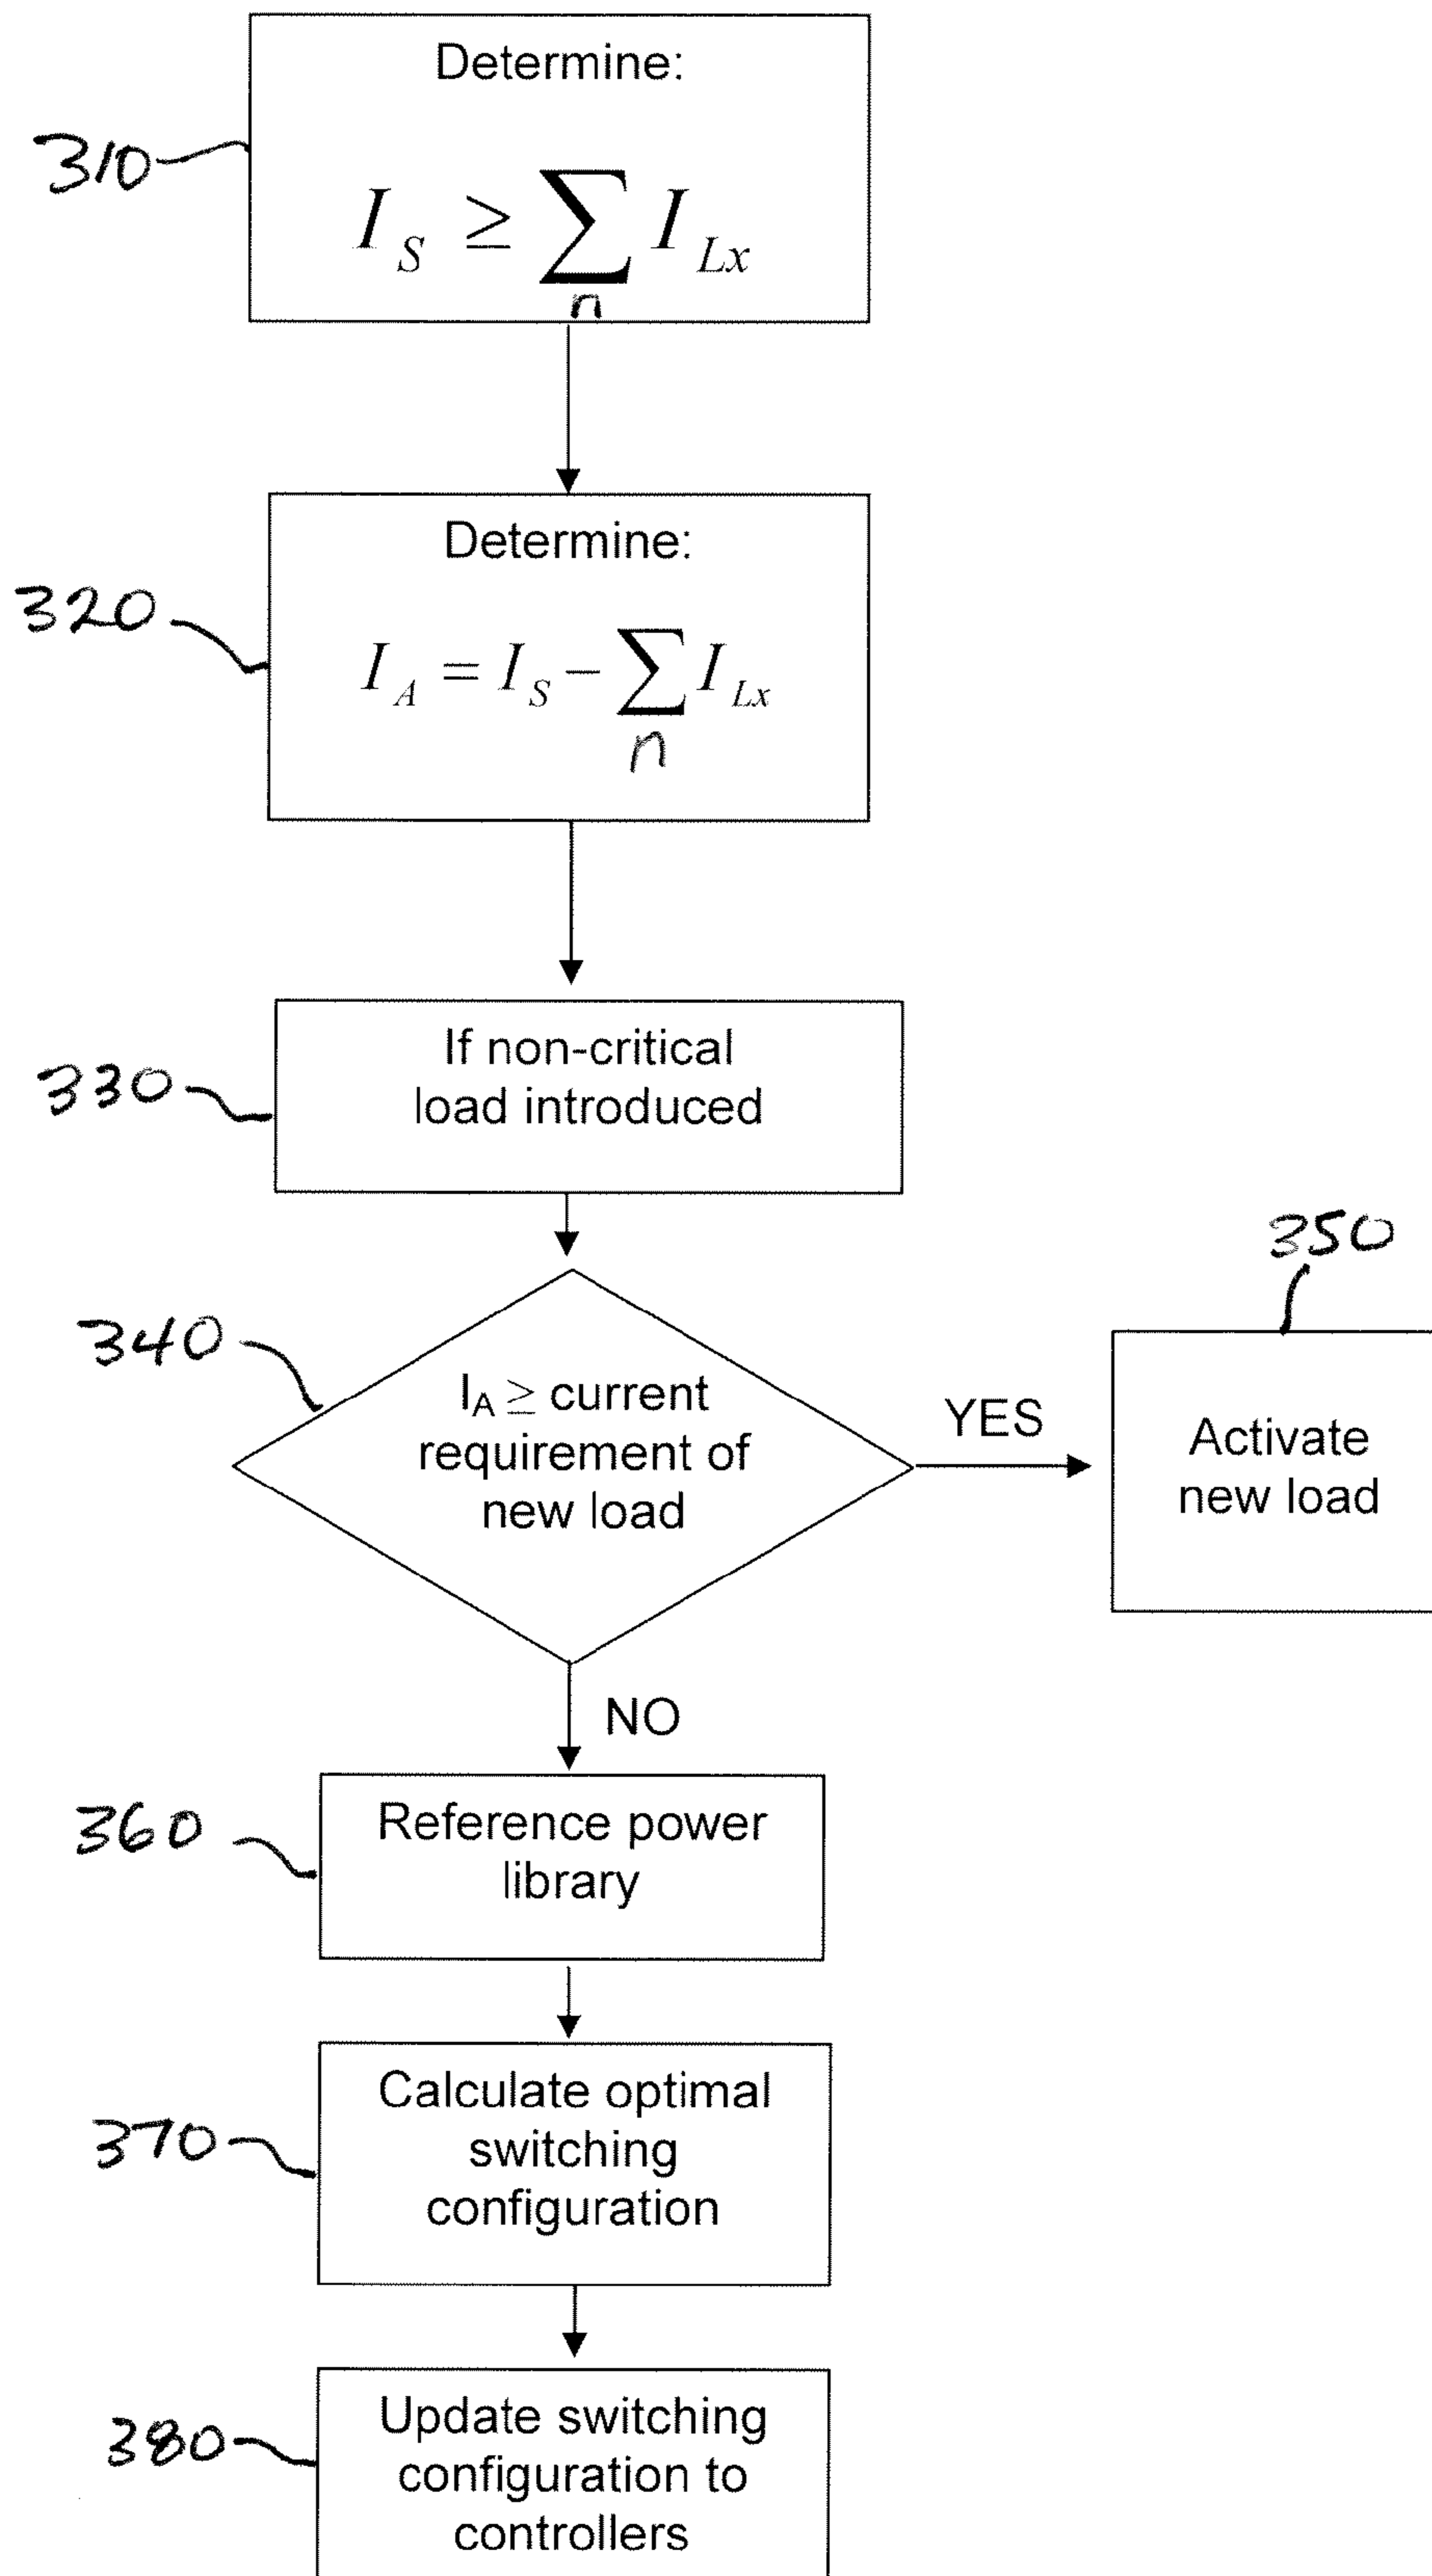 Determine:
310
I_S ≥ ∑_n I_Lx
Determine:
320
I_A = I_S − ∑_n I_Lx
If non-critical
load introduced
330
340
I_A ≥ current
requirement of
new load
YES
350
Activate
new load
NO
360
Reference power
library
370
Calculate optimal
switching
configuration
380
Update switching
configuration to
controllers